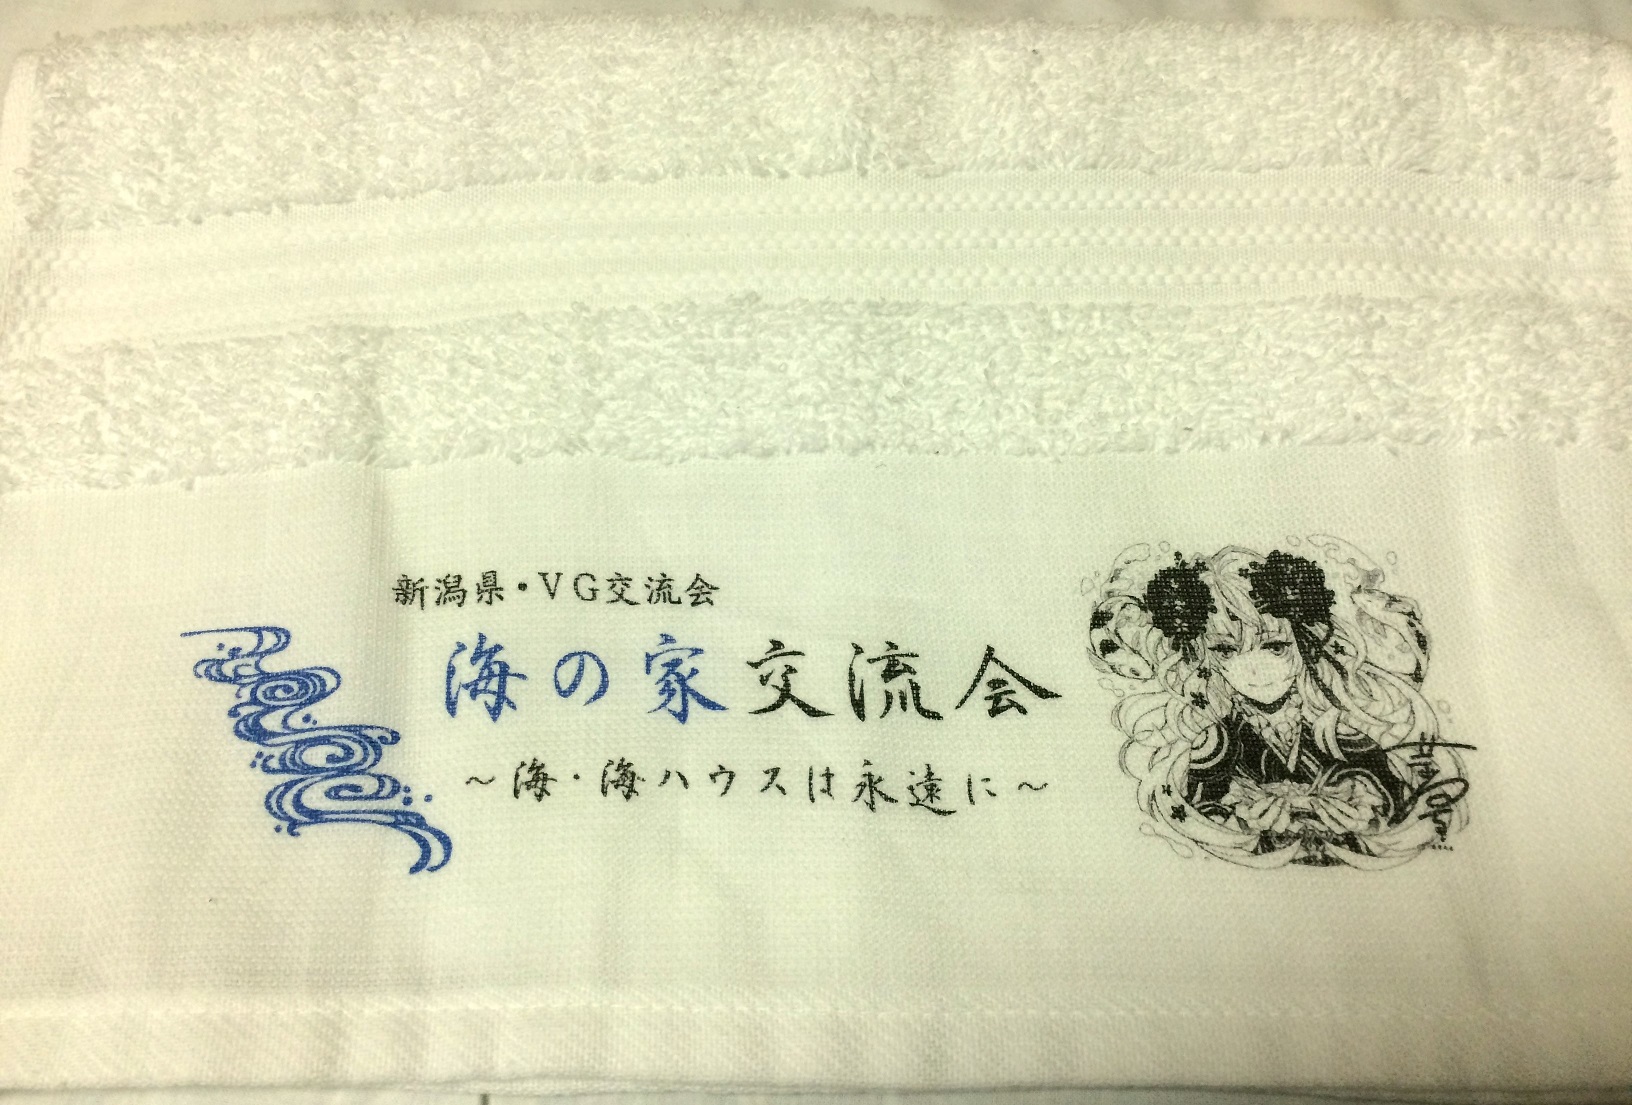 新潟県・VG交流会
海の家交流会
～海・海ハウスは永遠に～